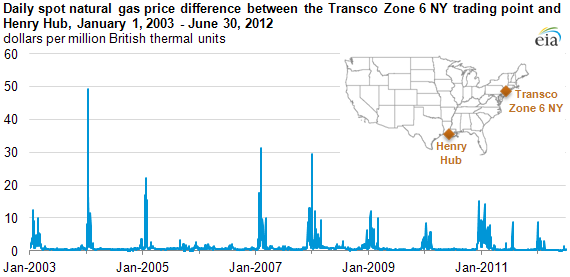 Daily spot natural gas price difference between the Transco Zone 6 NY trading point and
Henry Hub, January 1, 2003 - June 30, 2012
dollars per million British thermal units
eia
60
50
40
30
20
10
0
Transco
Zone 6 NY
Henry
Hub
Jan-2003
Jan-2005
Jan-2007
Jan-2009
Jan-2011